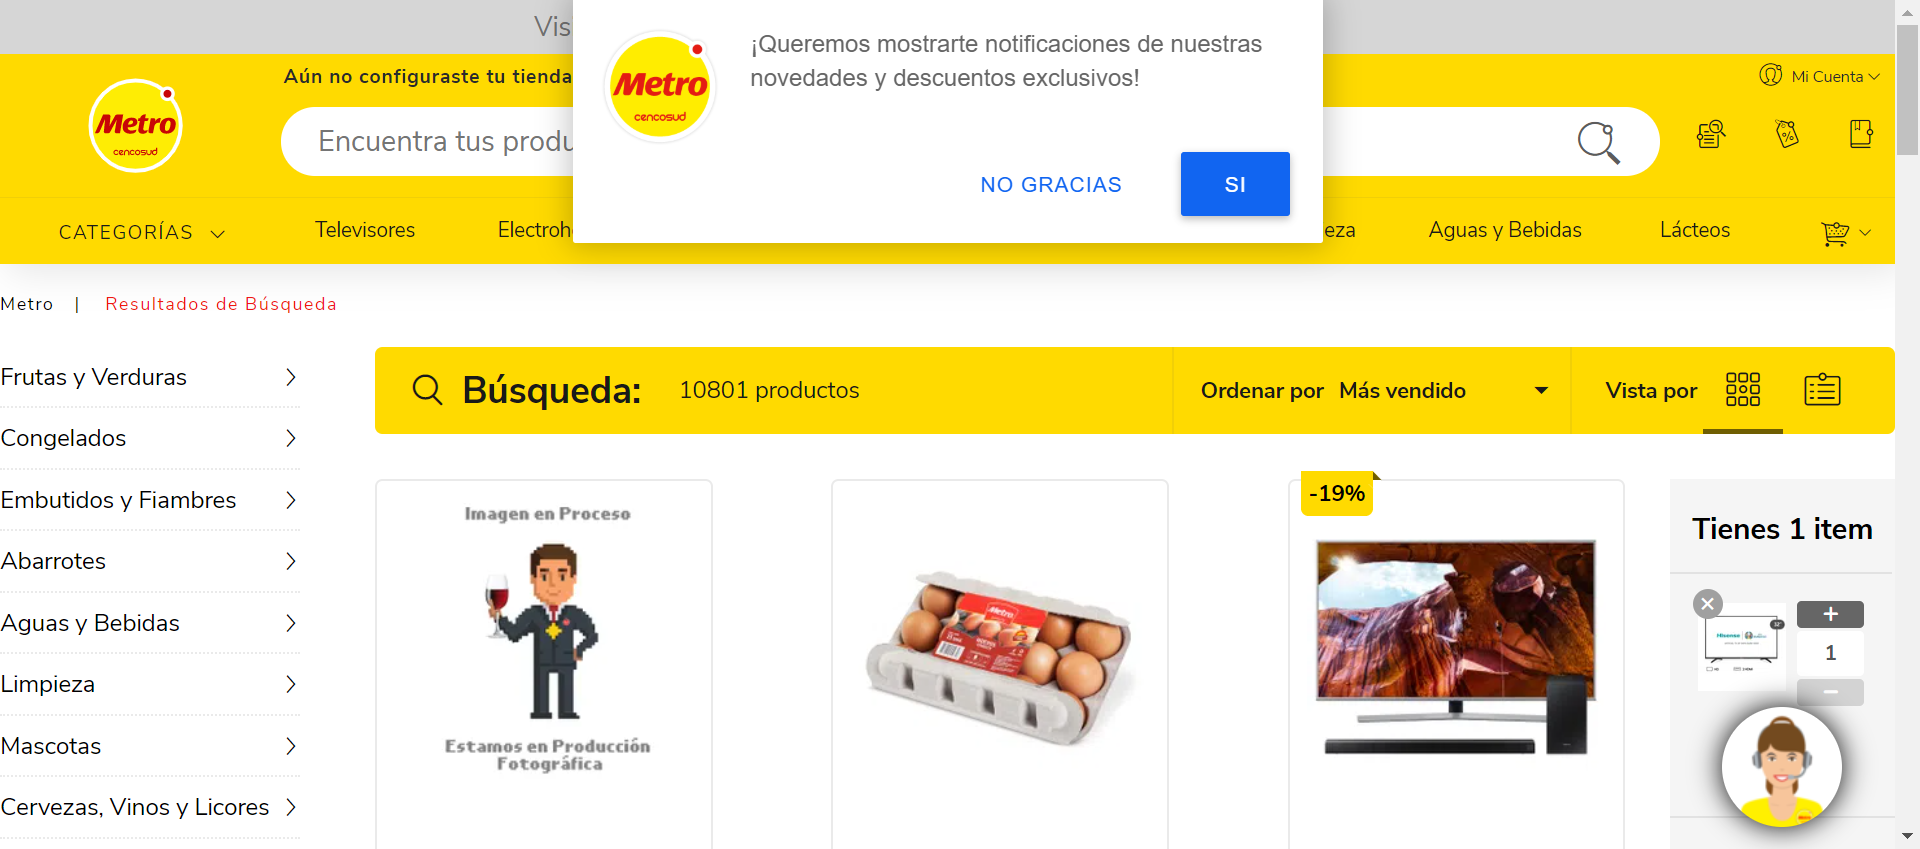 Vis
¡Queremos mostrarte notificaciones de nuestras
novedades y descuentos exclusivos!
NO GRACIAS
SI
Metro
cencosud
Metro
cencosud
Aún no configuraste tu tienda
Mi Cuenta
Encuentra tus produ
CATEGORÍAS
Televisores
Electroh
eza
Aguas y Bebidas
Lácteos
Metro | Resultados de Búsqueda
Frutas y Verduras
Congelados
Embutidos y Fiambres
Abarrotes
Aguas y Bebidas
Limpieza
Mascotas
Cervezas, Vinos y Licores
Búsqueda: 10801 productos
Ordenar por Más vendido
Vista por
Imagen en Proceso
Estamos en Producción
Fotográfica
Metro
-19%
Tienes 1 item
Hisense
32"
+
1
−